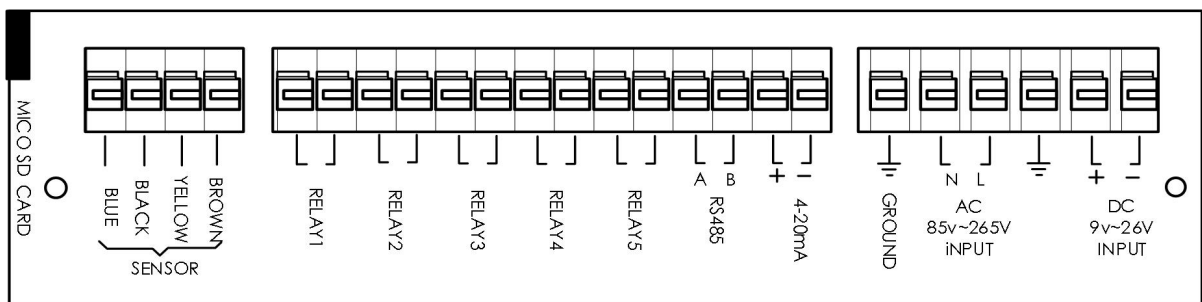 MICO SD CARD
BLUE
BLACK
YELLOW
BROWN
SENSOR
RELAY1
RELAY2
RELAY3
RELAY4
RELAY5
A B
RS485
+ −
4-20mA
GROUND
N L
AC
85v~265V
iNPUT
+ −
DC
9v~26V
INPUT